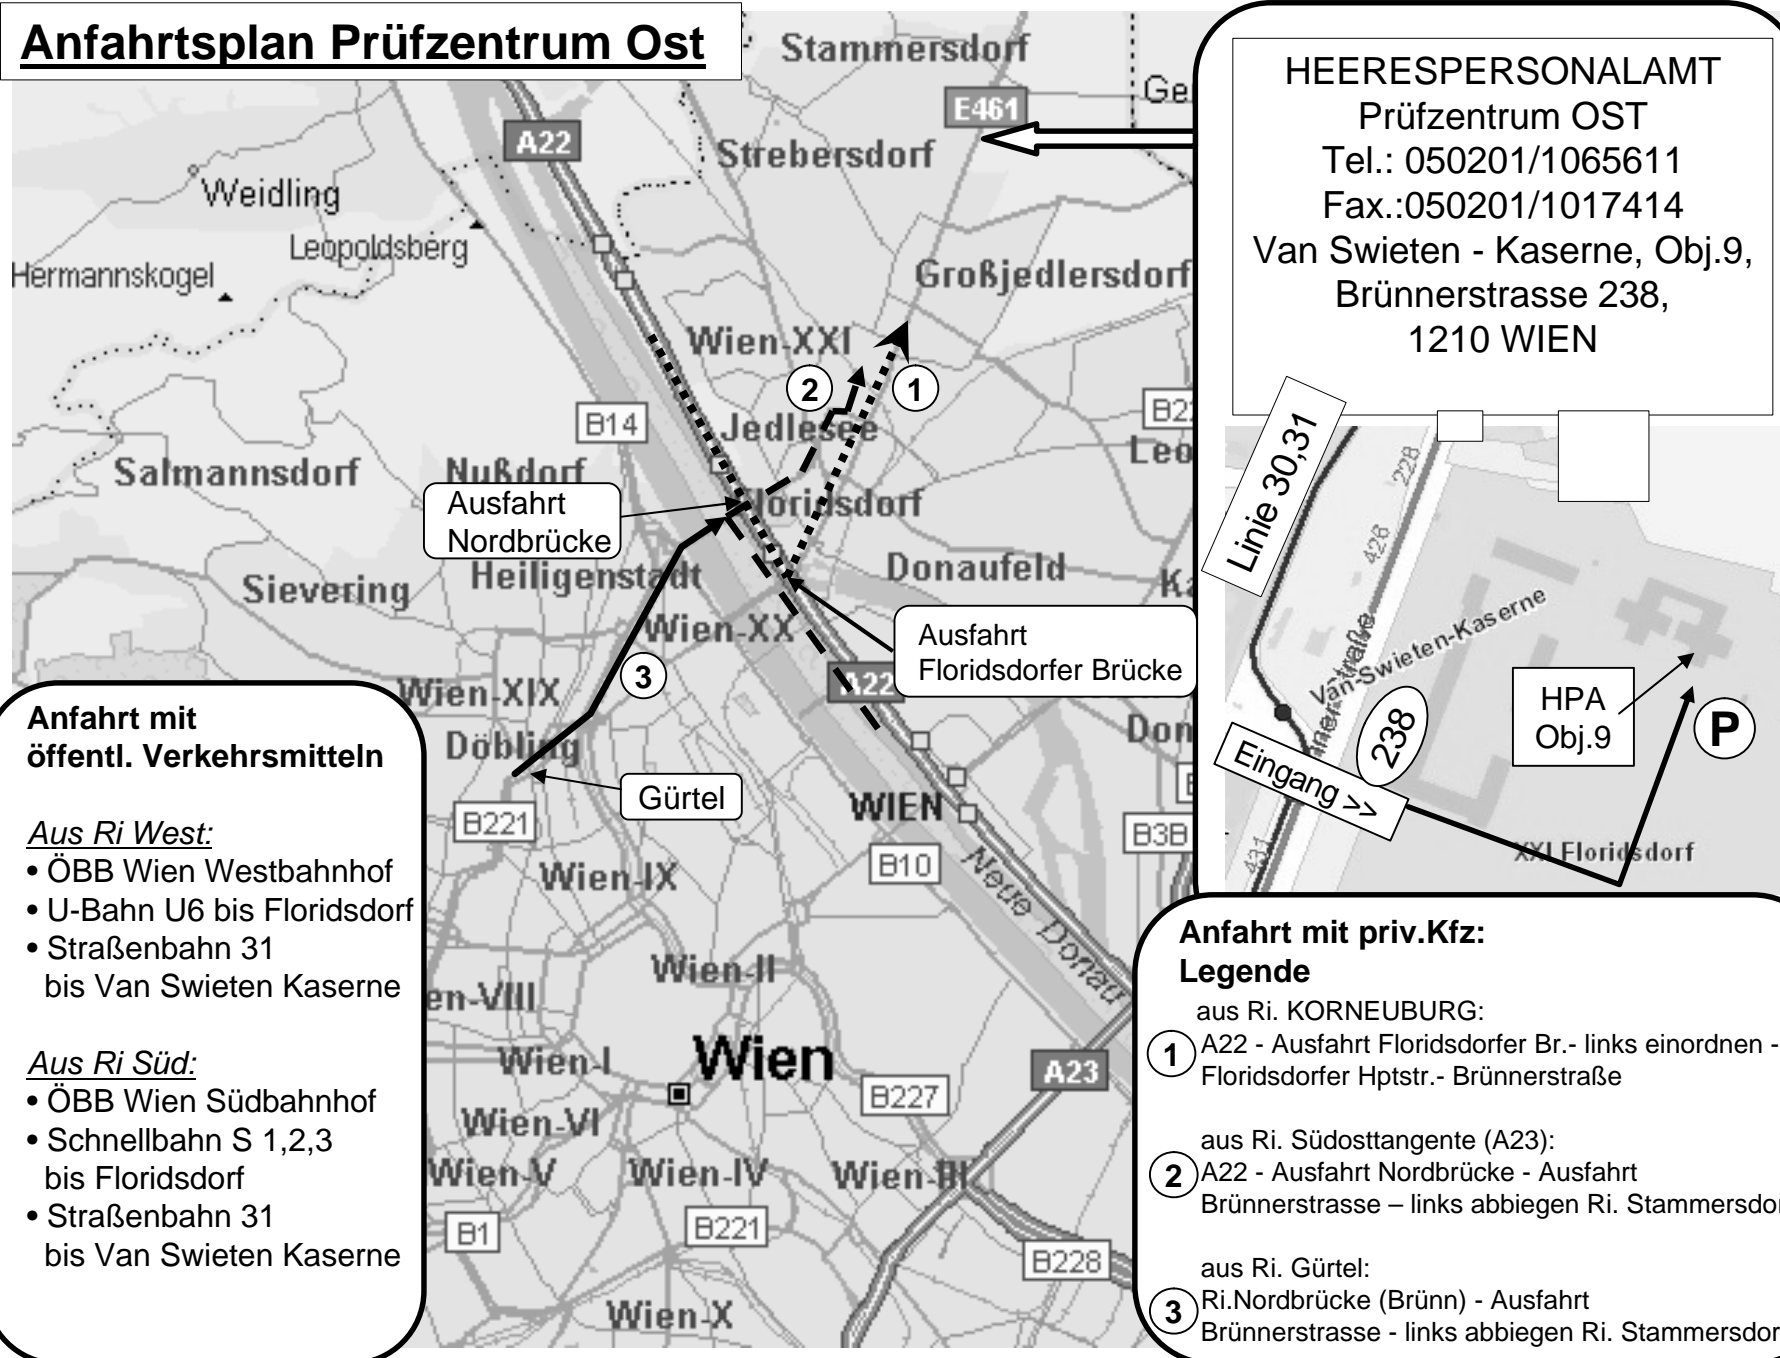 Anfahrtsplan Prüfzentrum Ost
Stammersdorf
E461
A22
Strebersdorf
Weidling
Leopoldsberg
Hermannskogel
Großjedlersdorf
Wien-XXI
2
1
B14
Jedlesee
Salmannsdorf
Nußdorf
Ausfahrt
Nordbrücke
Floridsdorf
Donaufeld
Sievering
Heiligenstadt
Wien-XX
Ausfahrt
Floridsdorfer Brücke
3
A22
Wien-XIX
Döbling
Gürtel
B221
WIEN
B10
B3B
Wien-IX
Neue Donau
Wien-II
en-VIII
Wien-I
Wien
A23
B227
Wien-VI
Wien-V
Wien-IV
Wien-III
B1
B221
B228
Wien-X
HEERESPERSONALAMT
Prüfzentrum OST
Tel.: 050201/1065611
Fax.:050201/1017414
Van Swieten - Kaserne, Obj.9,
Brünnerstrasse 238,
1210 WIEN
Linie 30,31
228
426
Van-Swieten-Kaserne
238
HPA
Obj.9
P
Eingang >>
431
XXI Floridsdorf
Anfahrt mit
öffentl. Verkehrsmitteln
Aus Ri West:
• ÖBB Wien Westbahnhof
• U-Bahn U6 bis Floridsdorf
• Straßenbahn 31
bis Van Swieten Kaserne
Aus Ri Süd:
• ÖBB Wien Südbahnhof
• Schnellbahn S 1,2,3
bis Floridsdorf
• Straßenbahn 31
bis Van Swieten Kaserne
Anfahrt mit priv.Kfz:
Legende
aus Ri. KORNEUBURG:
1 A22 - Ausfahrt Floridsdorfer Br.- links einordnen -
Floridsdorfer Hptstr.- Brünnerstraße
aus Ri. Südosttangente (A23):
2 A22 - Ausfahrt Nordbrücke - Ausfahrt
Brünnerstrasse – links abbiegen Ri. Stammersdor
aus Ri. Gürtel:
3 Ri.Nordbrücke (Brünn) - Ausfahrt
Brünnerstrasse - links abbiegen Ri. Stammersdor